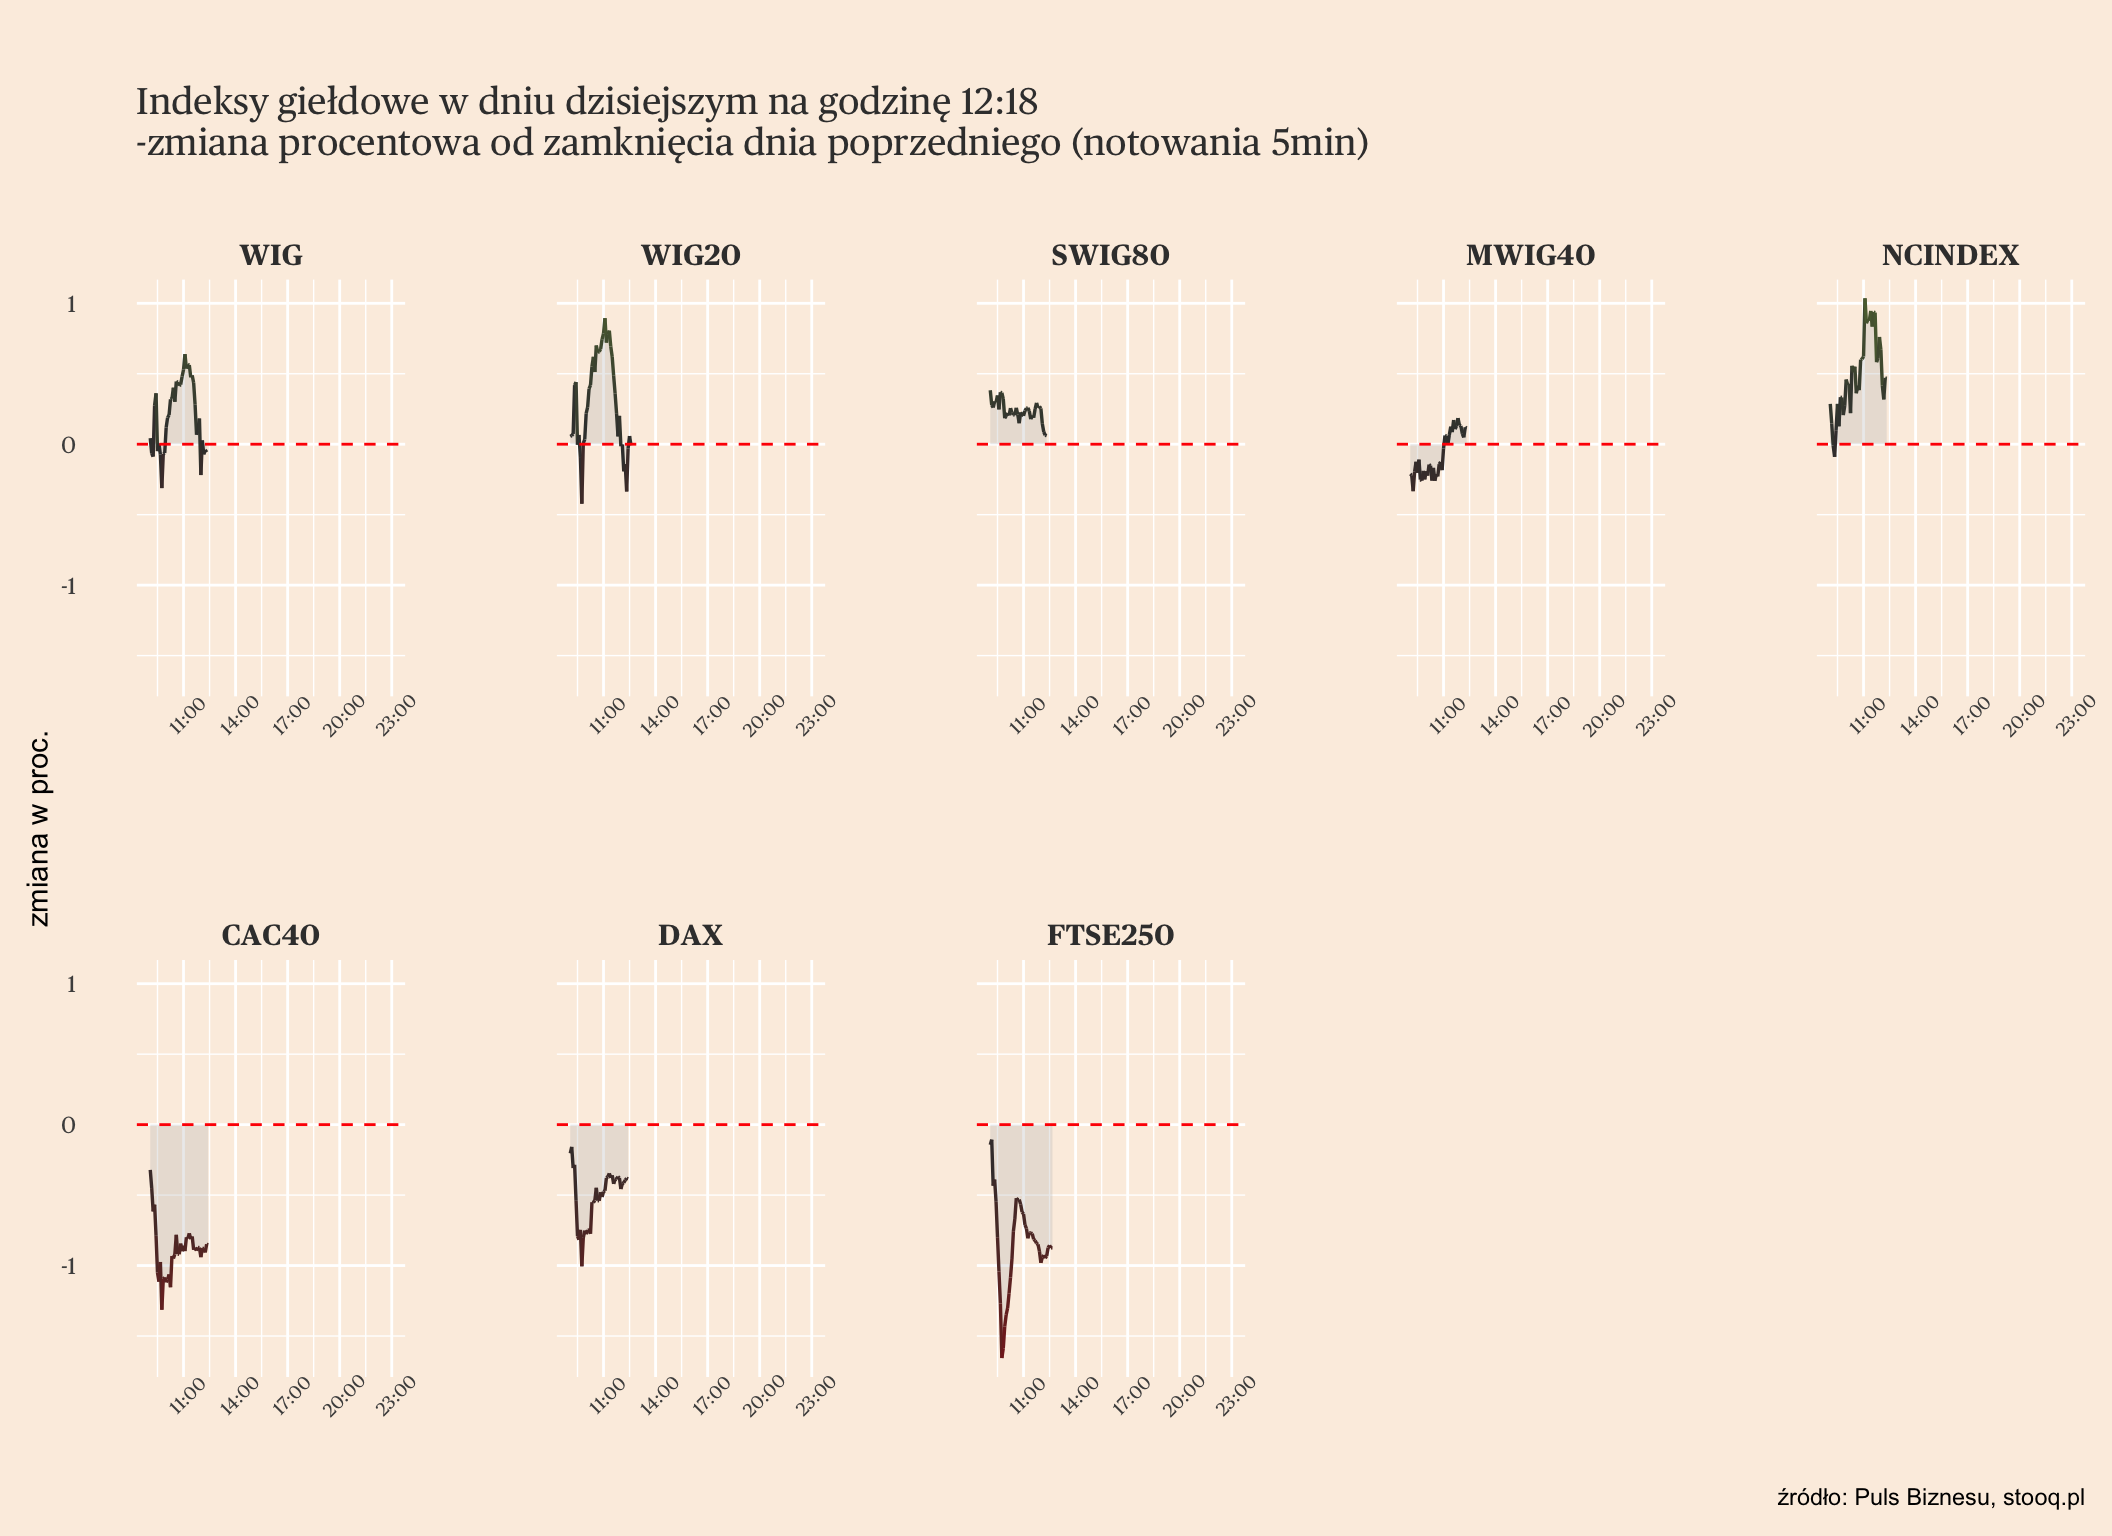 Indeksy giełdowe w dniu dzisiejszym na godzinę 12:18
-zmiana procentowa od zamknięcia dnia poprzedniego (notowania 5min)
WIG
WIG20
SWIG80
MWIG40
NCINDEX
1
0
-1
11:00 14:00 17:00 20:00 23:00
11:00 14:00 17:00 20:00 23:00
11:00 14:00 17:00 20:00 23:00
11:00 14:00 17:00 20:00 23:00
11:00 14:00 17:00 20:00 23:00
zmiana w proc.
CAC40
DAX
FTSE250
1
0
-1
11:00 14:00 17:00 20:00 23:00
11:00 14:00 17:00 20:00 23:00
11:00 14:00 17:00 20:00 23:00
źródło: Puls Biznesu, stooq.pl